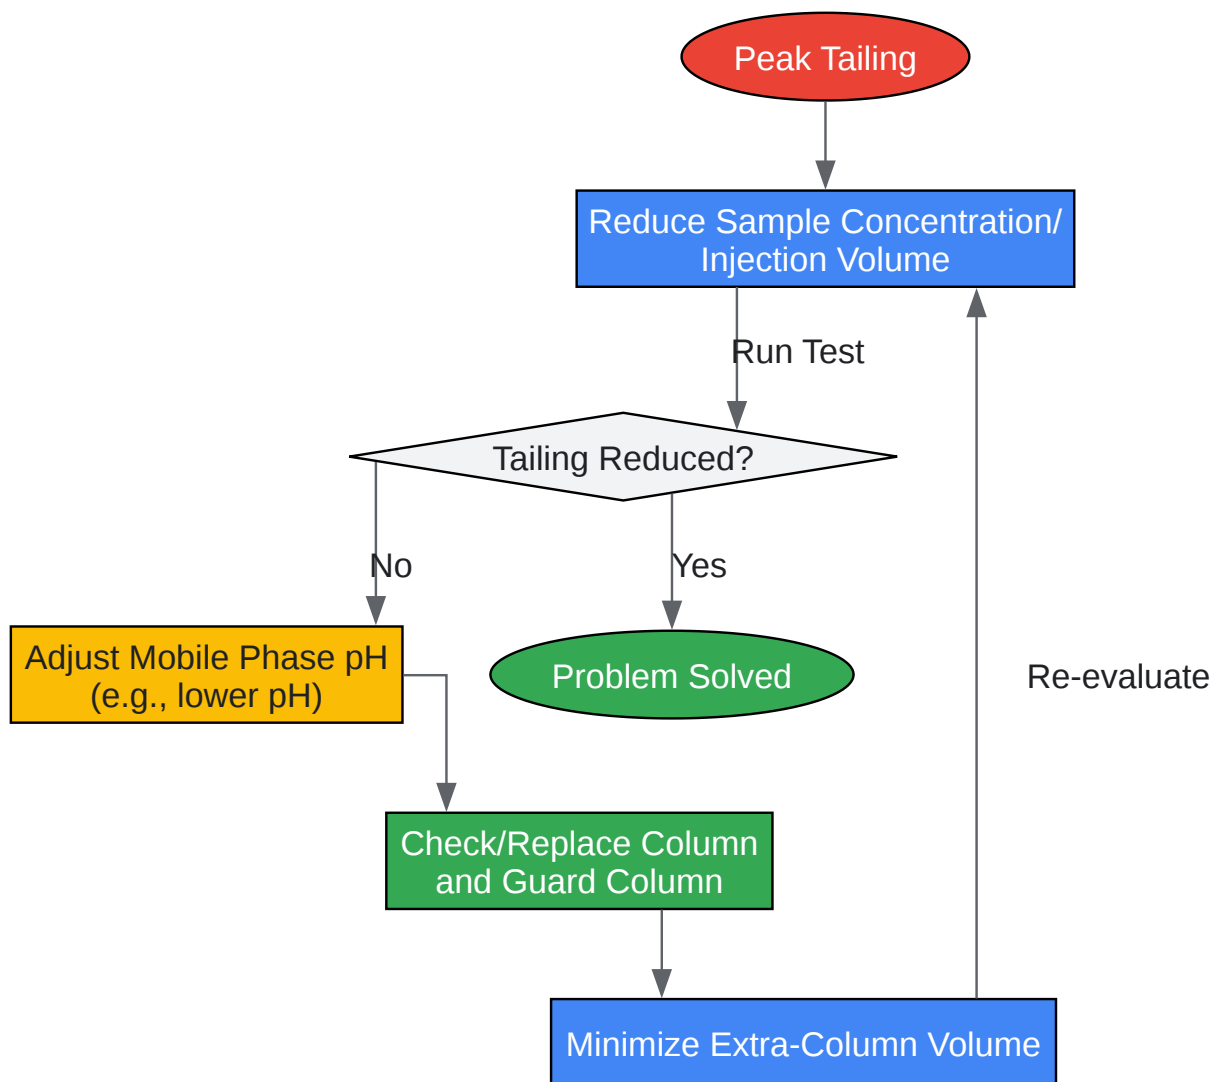 Peak Tailing
Reduce Sample Concentration/
Injection Volume
Run Test
Tailing Reduced?
No
Yes
Adjust Mobile Phase pH
(e.g., lower pH)
Problem Solved
Re-evaluate
Check/Replace Column
and Guard Column
Minimize Extra-Column Volume